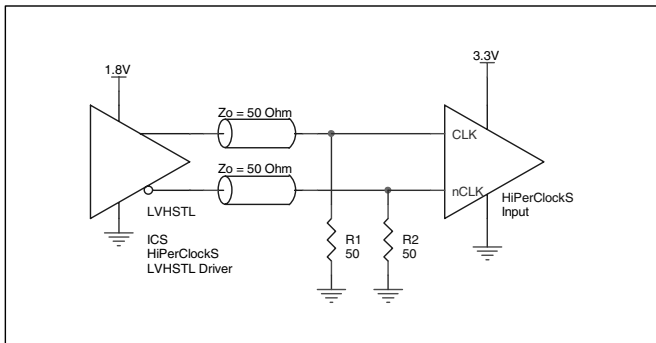 1.8V
3.3V
Zo = 50 Ohm
CLK
Zo = 50 Ohm
nCLK
HiPerClockS
Input
LVHSTL
ICS
HiPerClockS
LVHSTL Driver
R1
50
R2
50